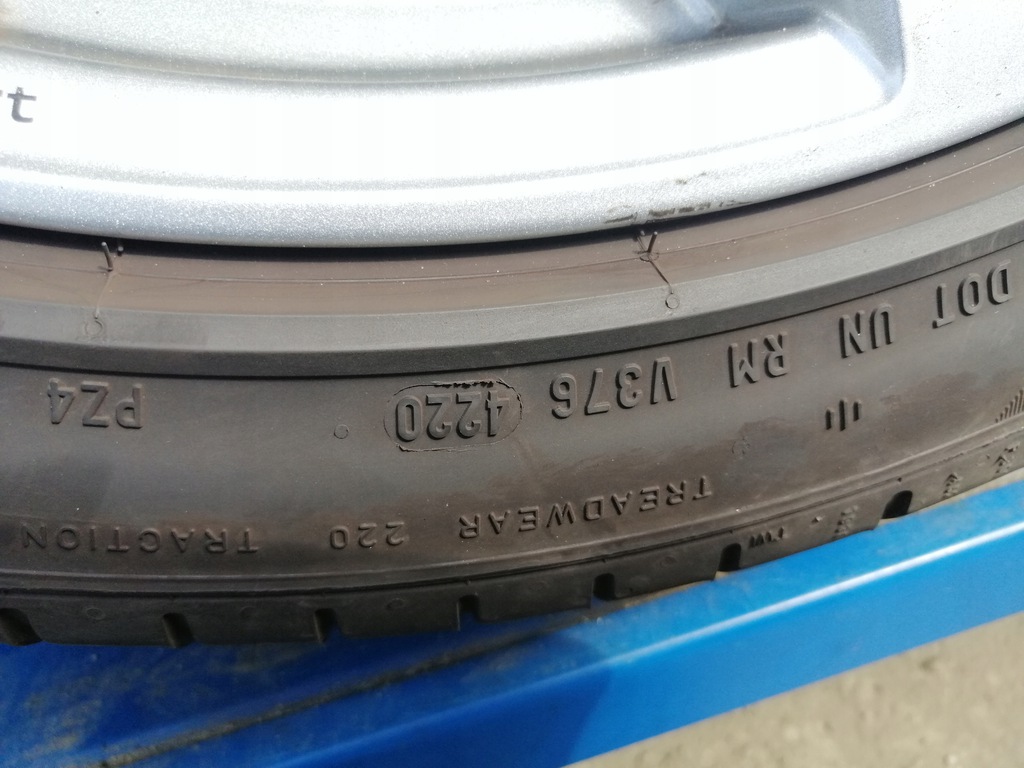 DOT UN RM V376 4220 PZ4
TREADWEAR 220 TRACTION